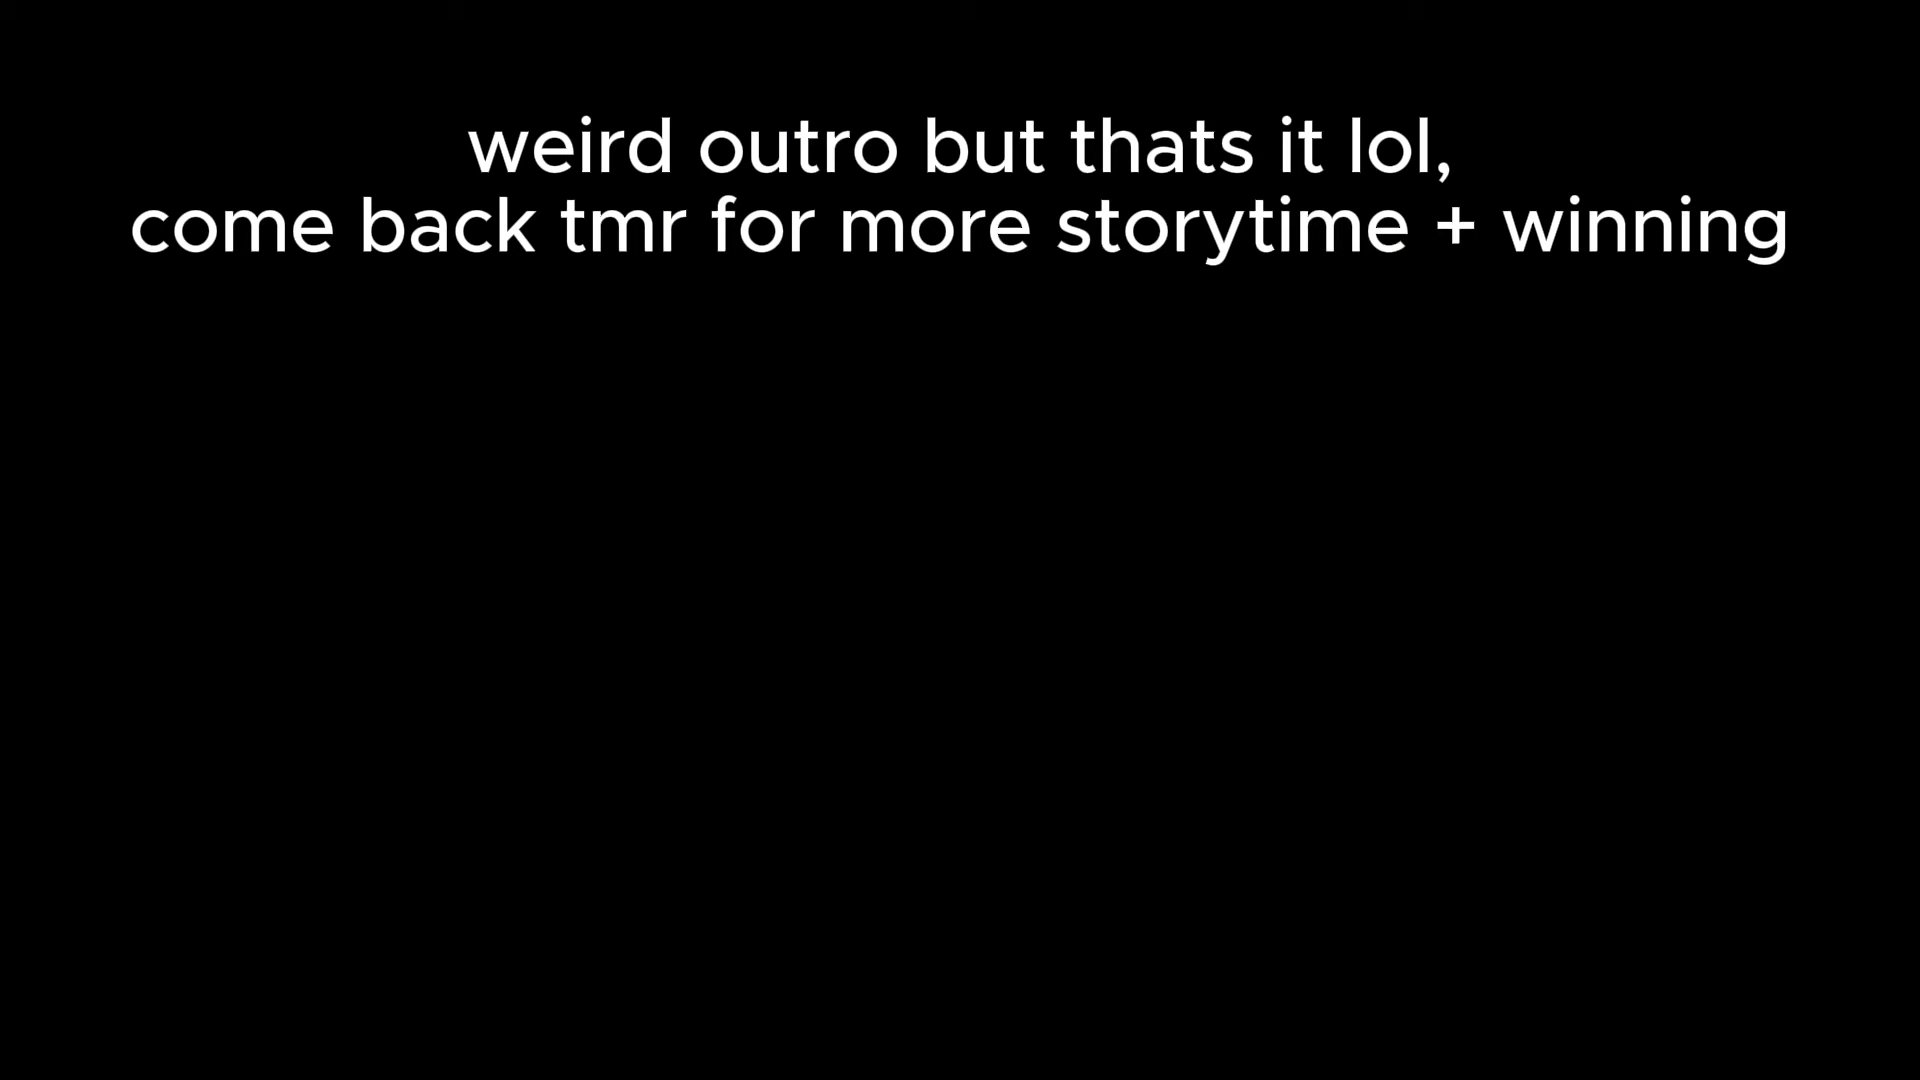 weird outro but thats it lol,
come back tmr for more storytime + winning